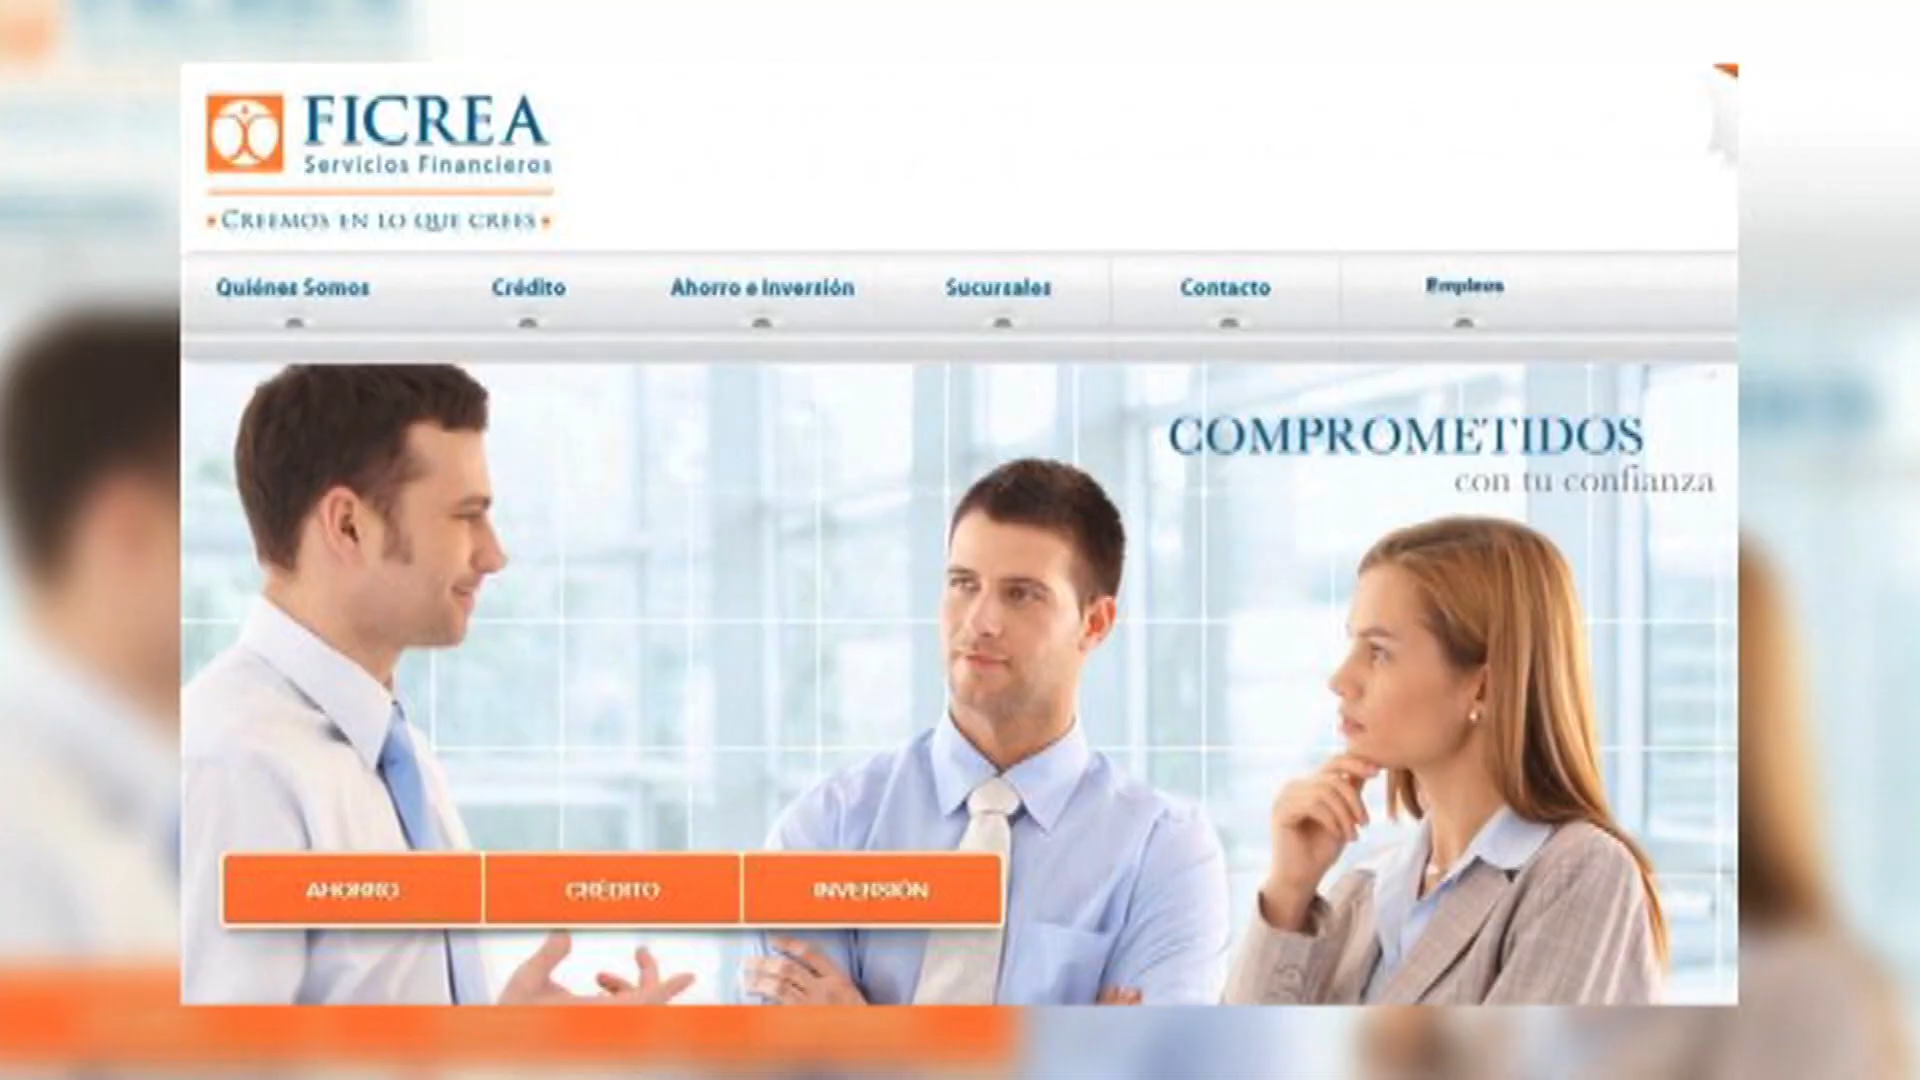 FICREA
Servicios Financieros
• CREEMOS EN LO QUE CREES •
Quiénes Somos
Crédito
Ahorro e Inversión
Sucursales
Contacto
Empleos
COMPROMETIDOS
con tu confianza
AHORRO
CRÉDITO
INVERSIÓN